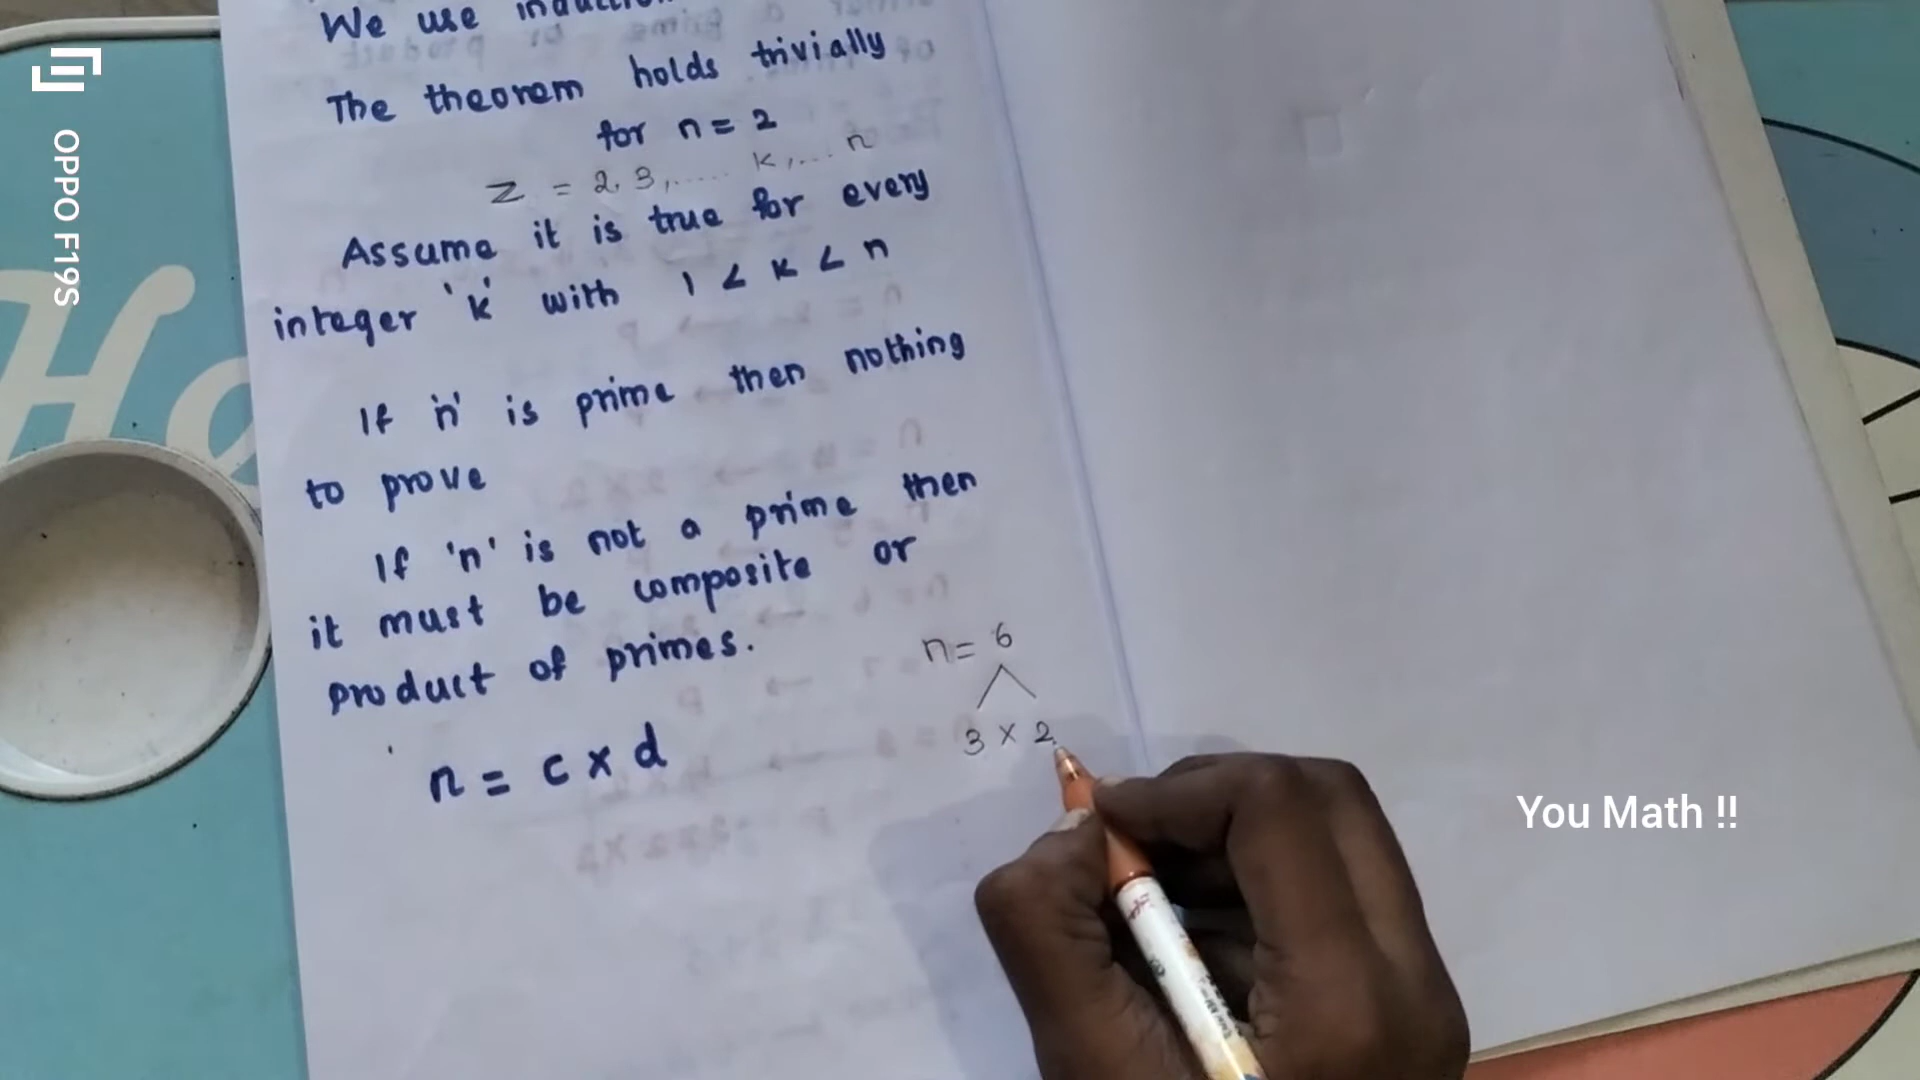 We use induction
The theorem holds trivially
for n = 2
Z = 2, 3, ..... k, ... n
Assume it is true for every
integer 'k' with 1 < k < n
If 'n' is prime then nothing
to prove
If 'n' is not a prime then
it must be composite or
product of primes.
n = 6
3 x 2
n = c x d
OPPO F19S
You Math !!